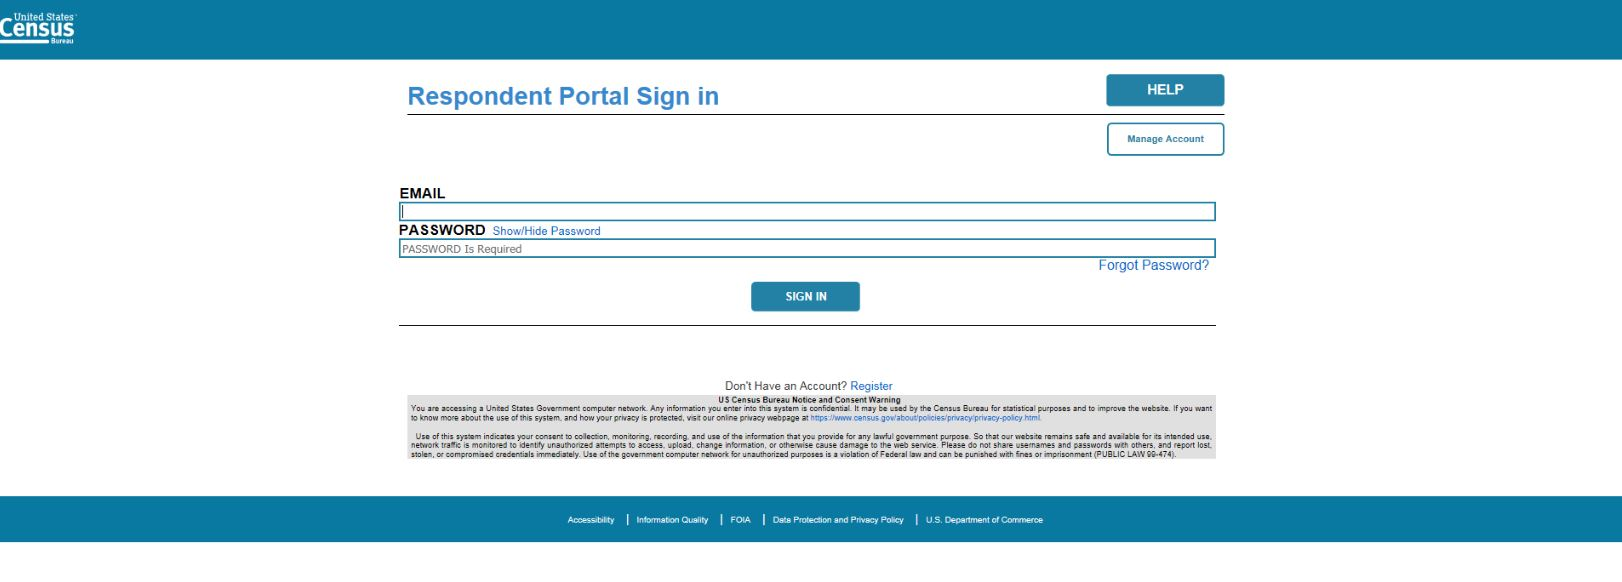 United States™
Census
Bureau
Respondent Portal Sign in
HELP
Manage Account
EMAIL
PASSWORD Show/Hide Password
PASSWORD Is Required
Forgot Password?
SIGN IN
Don't Have an Account? Register
US Census Bureau Notice and Consent Warning
You are accessing a United States Government computer network. Any information you enter into this system is confidential. It may be used by the Census Bureau for statistical purposes and to improve the website. If you want
to know more about the use of this system, and how your privacy is protected, visit our online privacy webpage at https://www.census.gov/about/policies/privacy/privacy-policy.html.
Use of this system indicates your consent to collection, monitoring, recording, and use of the information that you provide for any lawful government purpose. So that our website remains safe and available for its intended use,
network traffic is monitored to identify unauthorized attempts to access, upload, change information, or otherwise cause damage to the web service. Please do not share usernames and passwords with others, and report lost,
stolen, or compromised credentials immediately. Use of the government computer network for unauthorized purposes is a violation of Federal law and can be punished with fines or imprisonment (PUBLIC LAW 99-474).
Accessibility | Information Quality | FOIA | Data Protection and Privacy Policy | U.S. Department of Commerce